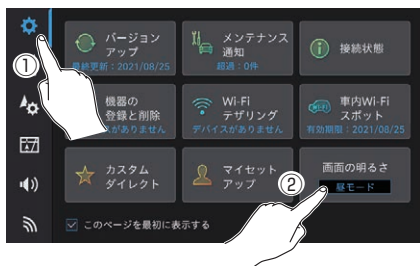 バージョン
アップ
最終更新：2021/08/25
メンテナンス
通知
超過：0件
接続状態
①
機器の
登録と削除
スがありません
Wi-Fi
テザリング
デバイスがありません
車内Wi-Fi
スポット
有効期限：2021/08/25
カスタム
ダイレクト
マイセット
アップ
②
画面の明るさ
昼モード
このページを最初に表示する